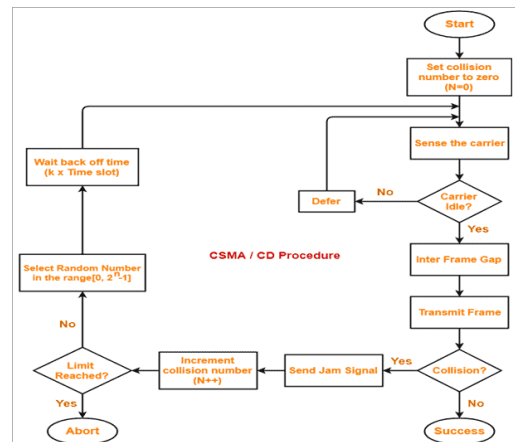 Start
Set collision
number to zero
(N=0)
Sense the carrier
Carrier
Idle?
No
Defer
Yes
Inter Frame Gap
Transmit Frame
Collision?
Yes
No
Success
Send Jam Signal
Increment
collision number
(N++)
Limit
Reached?
Yes
Abort
No
Select Random Number
in the range[0, 2ⁿ-1]
Wait back off time
(k x Time slot)
CSMA / CD Procedure